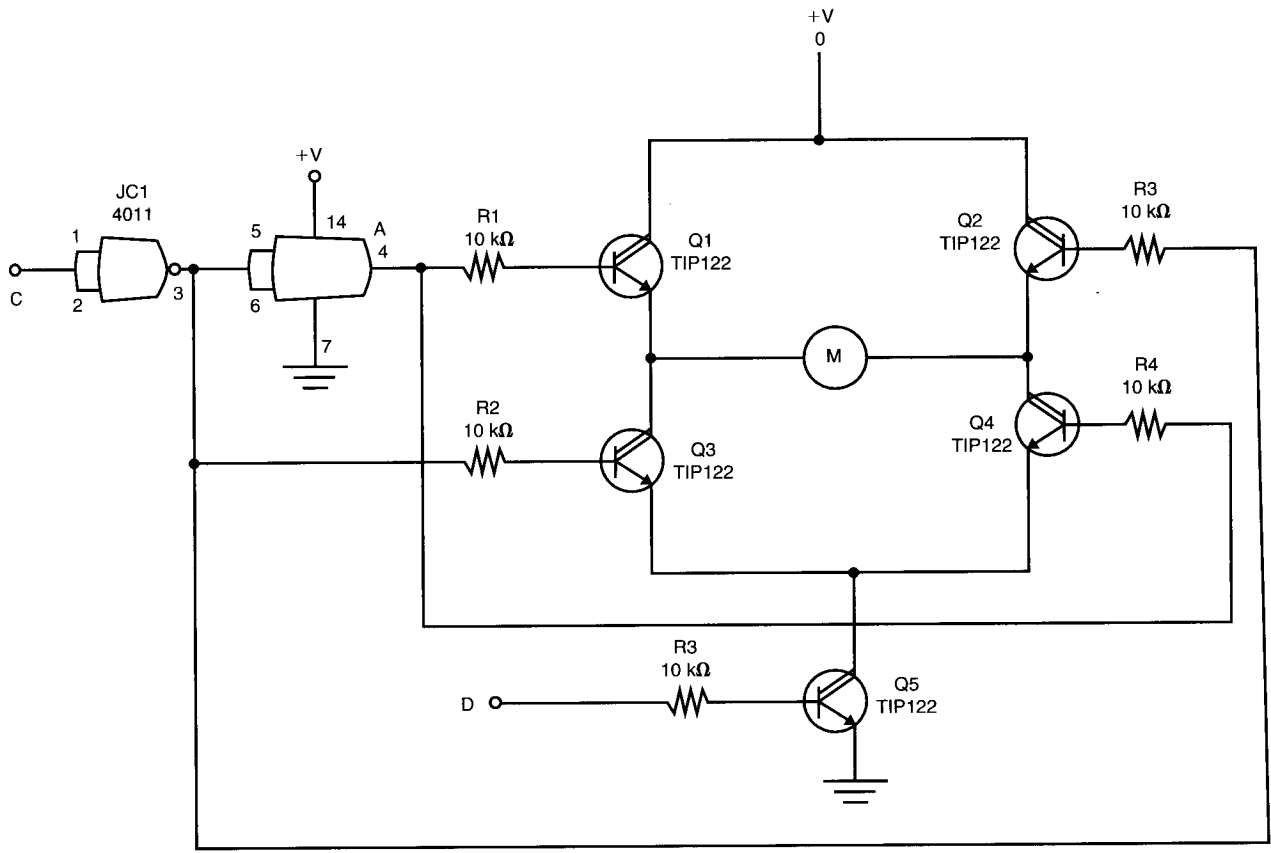 +V
0
+V
JC1
4011
1
2
3
C
5
6
14
A
4
7
R1
10 kΩ
Q1
TIP122
Q2
TIP122
R3
10 kΩ
M
R2
10 kΩ
Q3
TIP122
Q4
TIP122
R4
10 kΩ
R3
10 kΩ
D
Q5
TIP122